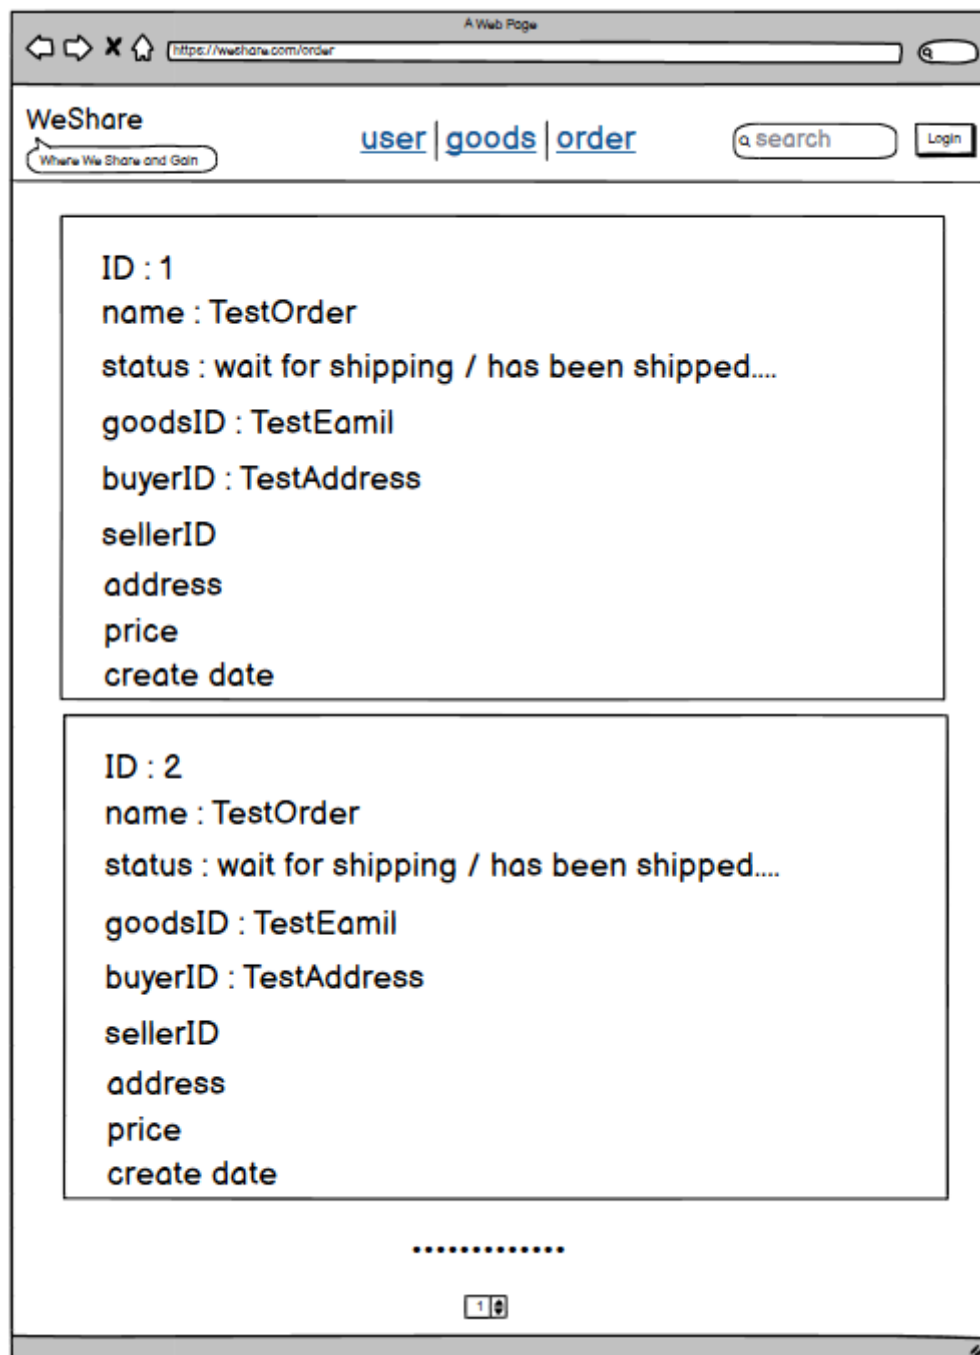 A Web Page
https://weshare.com/order
WeShare
Where We Share and Gain
user | goods | order
search
Login
ID : 1
name : TestOrder
status : wait for shipping / has been shipped....
goodsID : TestEamil
buyerID : TestAddress
sellerID
address
price
create date
ID : 2
name : TestOrder
status : wait for shipping / has been shipped....
goodsID : TestEamil
buyerID : TestAddress
sellerID
address
price
create date
.............
1